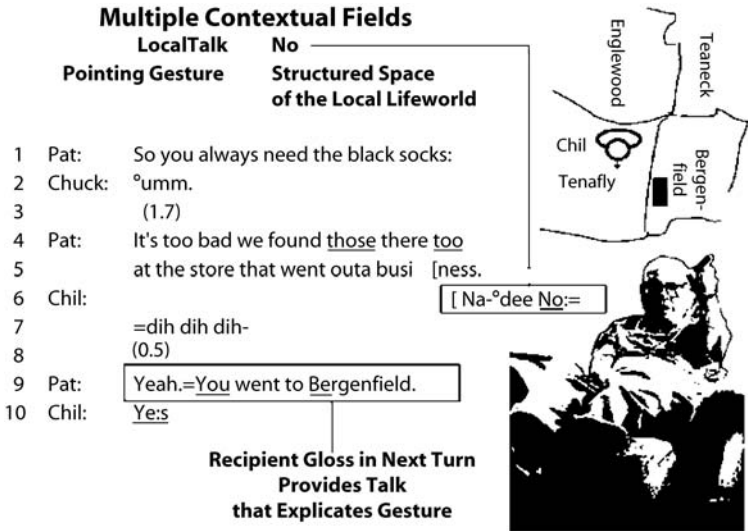 Multiple Contextual Fields
LocalTalk No
Pointing Gesture Structured Space
of the Local Lifeworld
Englewood
Teaneck
Chil
Tenafly
Bergen-
field
1 Pat: So you always need the black socks:
2 Chuck: °umm.
3 (1.7)
4 Pat: It's too bad we found those there too
5 at the store that went outa busi [ness.
6 Chil: [ Na-°dee No:=
7 =dih dih dih-
8 (0.5)
9 Pat: Yeah.=You went to Bergenfield.
10 Chil: Ye:s
Recipient Gloss in Next Turn
Provides Talk
that Explicates Gesture